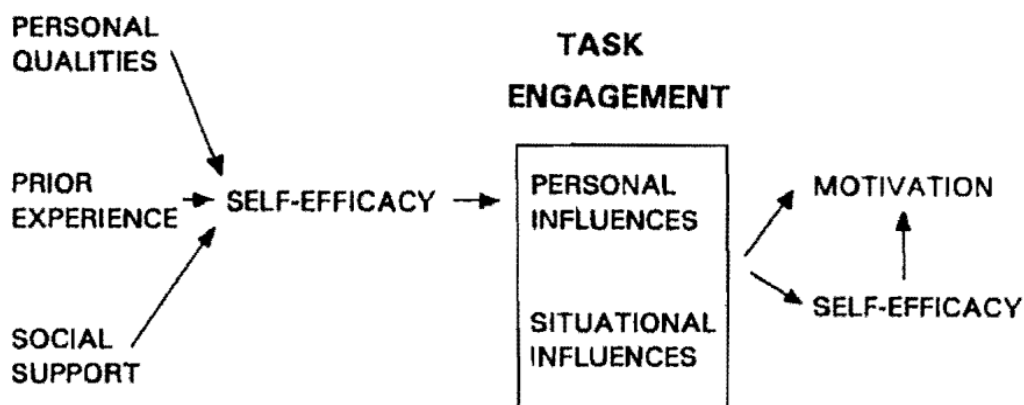 PERSONAL
QUALITIES
PRIOR
EXPERIENCE
SOCIAL
SUPPORT
SELF-EFFICACY
TASK
ENGAGEMENT
PERSONAL
INFLUENCES
SITUATIONAL
INFLUENCES
MOTIVATION
SELF-EFFICACY